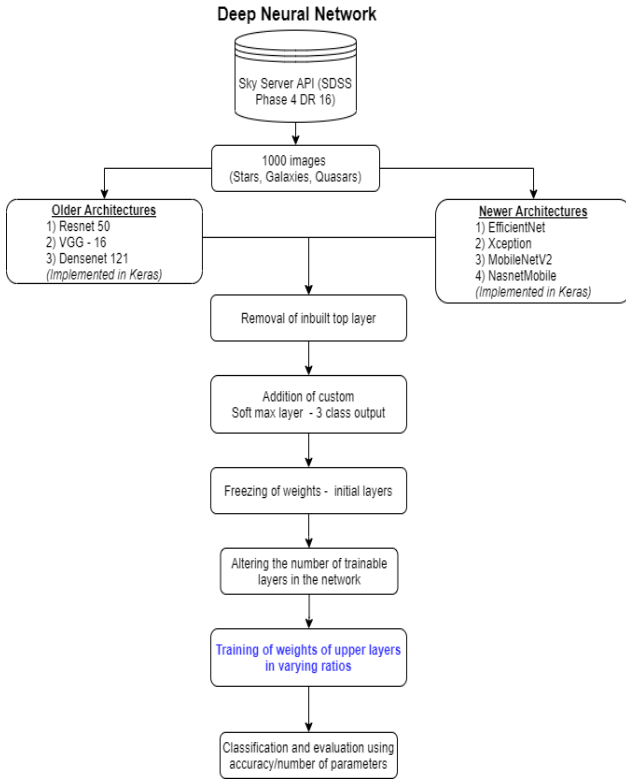 Deep Neural Network
Sky Server API (SDSS
Phase 4 DR 16)
1000 images
(Stars, Galaxies, Quasars)
Older Architectures
1) Resnet 50
2) VGG - 16
3) Densenet 121
(Implemented in Keras)
Newer Architectures
1) EfficientNet
2) Xception
3) MobileNetV2
4) NasnetMobile
(Implemented in Keras)
Removal of inbuilt top layer
Addition of custom
Soft max layer - 3 class output
Freezing of weights - initial layers
Altering the number of trainable
layers in the network
Training of weights of upper layers
in varying ratios
Classification and evaluation using
accuracy/number of parameters